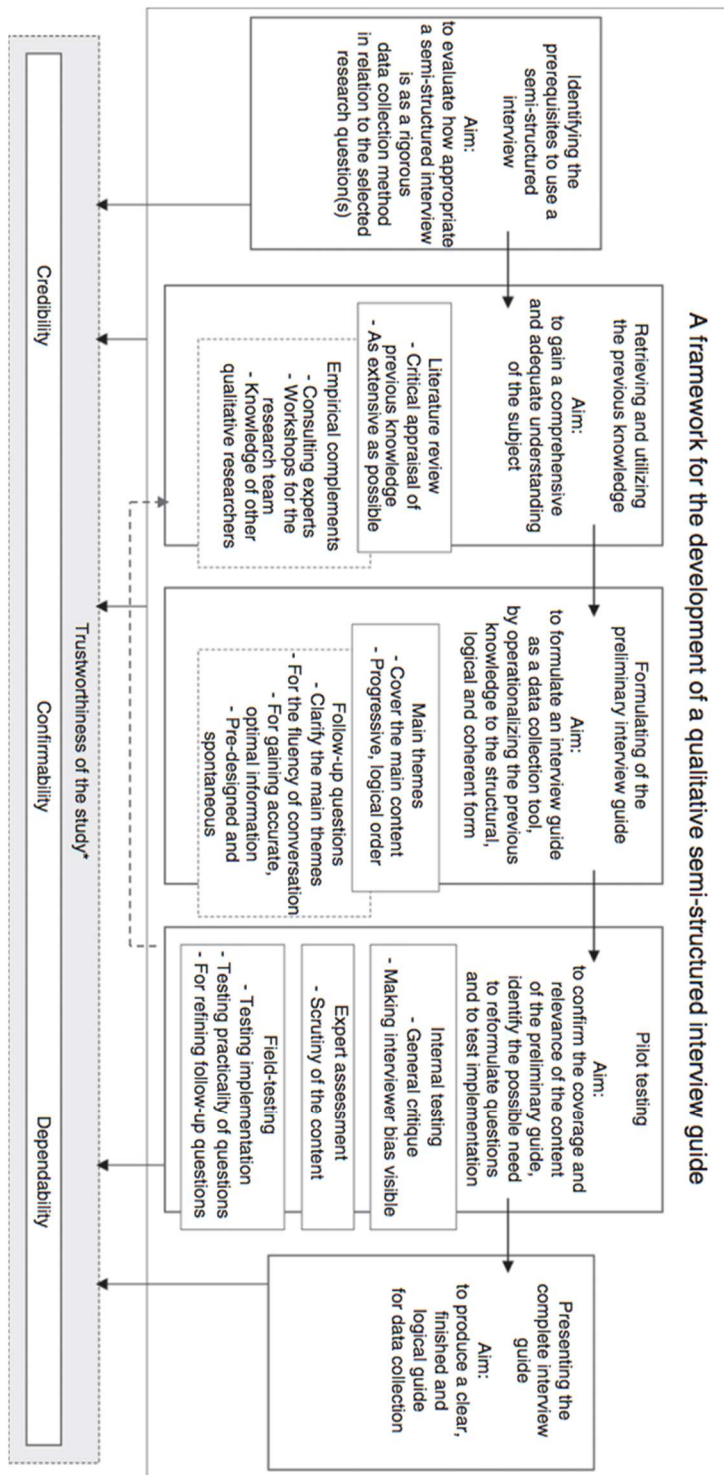 A framework for the development of a qualitative semi-structured interview guide
Identifying the
prerequisites to use a
semi-structured
interview
Aim:
to evaluate how appropriate
a semi-structured interview
is as a rigorous
data collection method
in relation to the selected
research question(s)
Retrieving and utilizing
the previous knowledge
Aim:
to gain a comprehensive
and adequate understanding
of the subject
Literature review
- Critical appraisal of
previous knowledge
- As extensive as possible
Empirical complements
- Consulting experts
- Workshops for the
research team
- Knowledge of other
qualitative researchers
Formulating of the
preliminary interview guide
Aim:
to formulate an interview guide
as a data collection tool,
by operationalizing the previous
knowledge to the structural,
logical and coherent form
Main themes
- Cover the main content
- Progressive, logical order
Follow-up questions
- Clarify the main themes
- For the fluency of conversation
- For gaining accurate,
optimal information
- Pre-designed and
spontaneous
Pilot testing
Aim:
to confirm the coverage and
relevance of the content
of the preliminary guide,
identify the possible need
to reformulate questions
and to test implementation
Internal testing
- General critique
- Making interviewer bias visible
Expert assessment
- Scrutiny of the content
Field-testing
- Testing implementation
- Testing practicality of questions
- For refining follow-up questions
Presenting the
complete interview
guide
Aim:
to produce a clear,
finished and
logical guide
for data collection
Trustworthiness of the study*
Credibility
Confirmability
Dependability